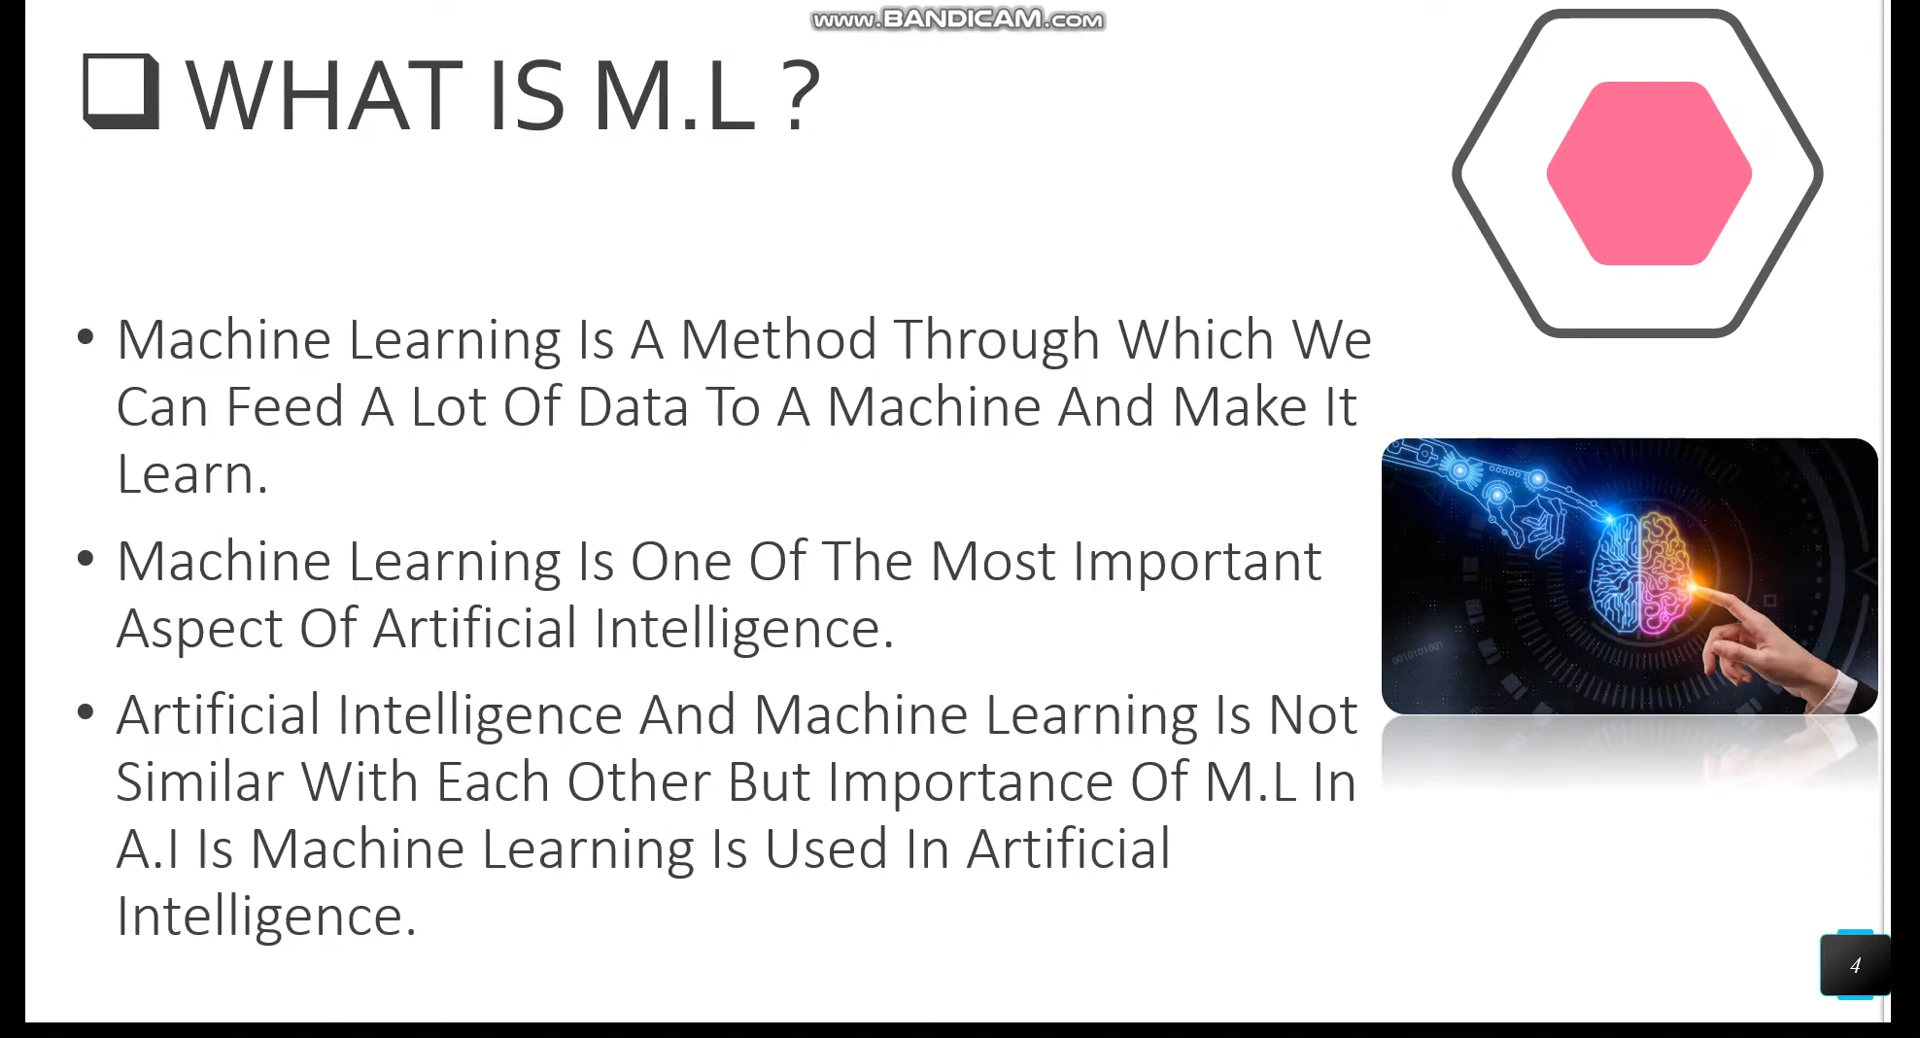 www.BANDICAM.com
WHAT IS M.L ?
• Machine Learning Is A Method Through Which We
Can Feed A Lot Of Data To A Machine And Make It
Learn.
• Machine Learning Is One Of The Most Important
Aspect Of Artificial Intelligence.
• Artificial Intelligence And Machine Learning Is Not
Similar With Each Other But Importance Of M.L In
A.I Is Machine Learning Is Used In Artificial
Intelligence.
0010101001
4